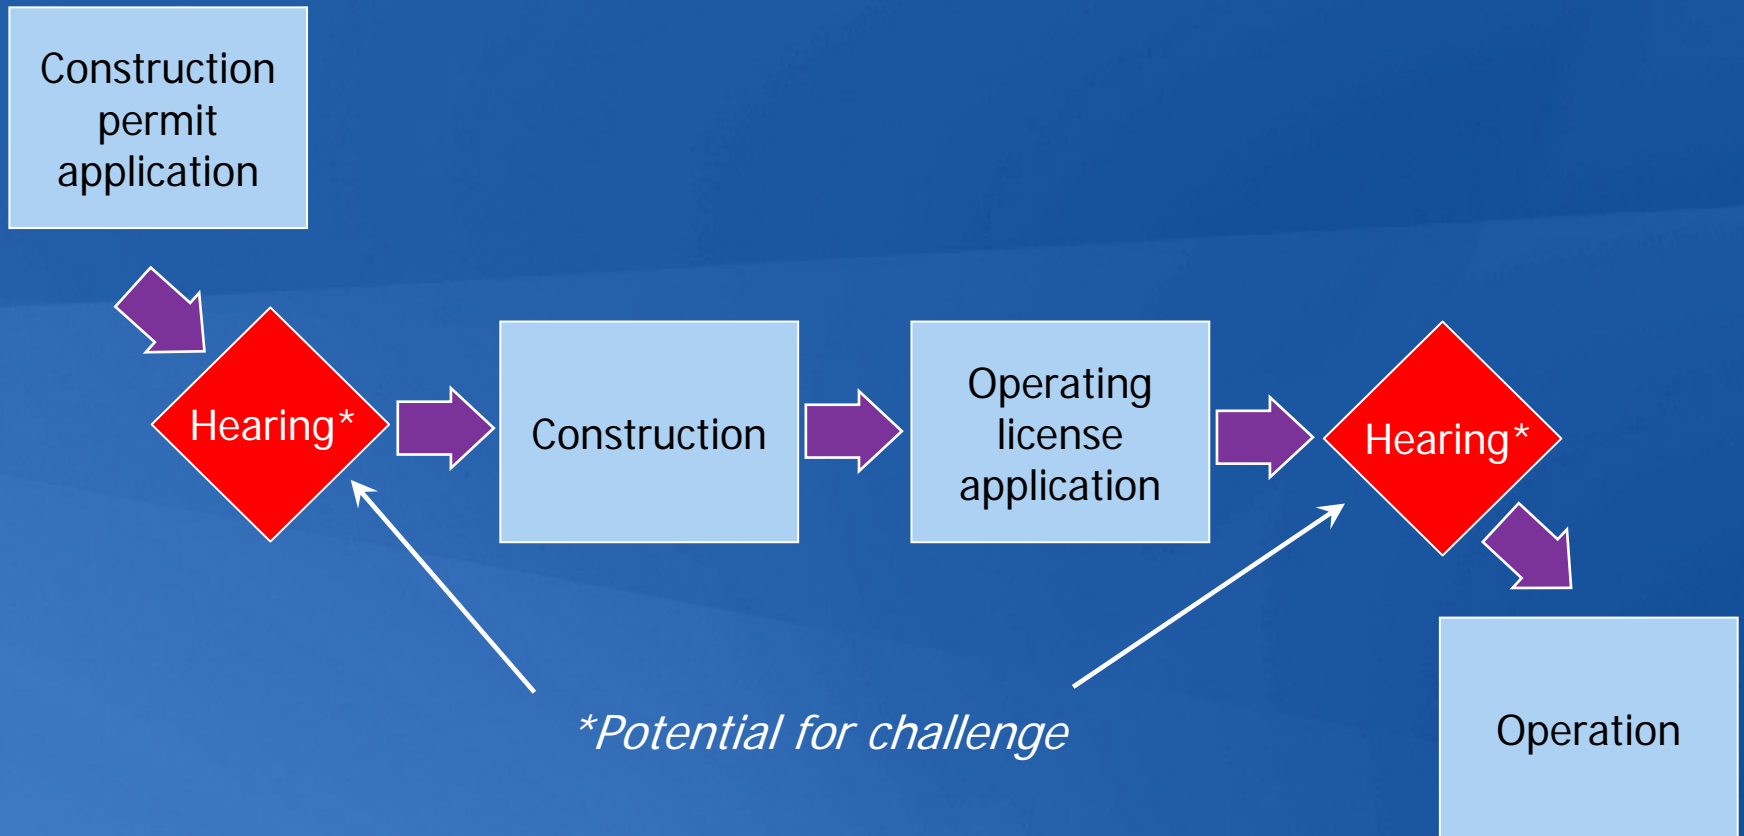 Construction
permit
application
Hearing*
Construction
Operating
license
application
Hearing*
*Potential for challenge
Operation